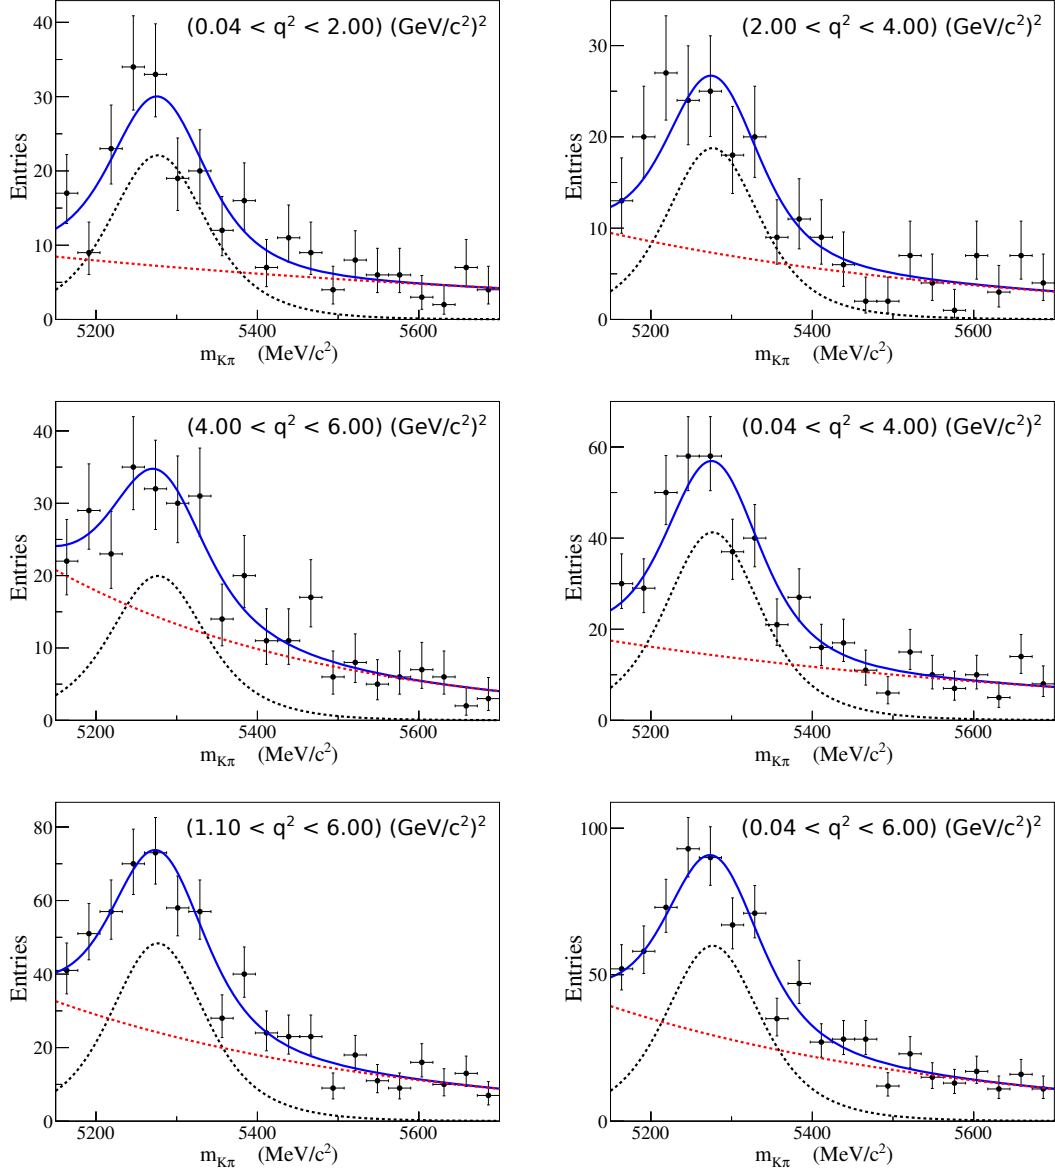 (0.04 < q² < 2.00) (GeV/c²)²
Entries
40
30
20
10
0
5200 5400 5600
m_Kπ (MeV/c²)
(2.00 < q² < 4.00) (GeV/c²)²
Entries
30
20
10
0
5200 5400 5600
m_Kπ (MeV/c²)
(4.00 < q² < 6.00) (GeV/c²)²
Entries
40
30
20
10
0
5200 5400 5600
m_Kπ (MeV/c²)
(0.04 < q² < 4.00) (GeV/c²)²
Entries
60
40
20
0
5200 5400 5600
m_Kπ (MeV/c²)
(1.10 < q² < 6.00) (GeV/c²)²
Entries
80
60
40
20
0
5200 5400 5600
m_Kπ (MeV/c²)
(0.04 < q² < 6.00) (GeV/c²)²
Entries
100
50
0
5200 5400 5600
m_Kπ (MeV/c²)